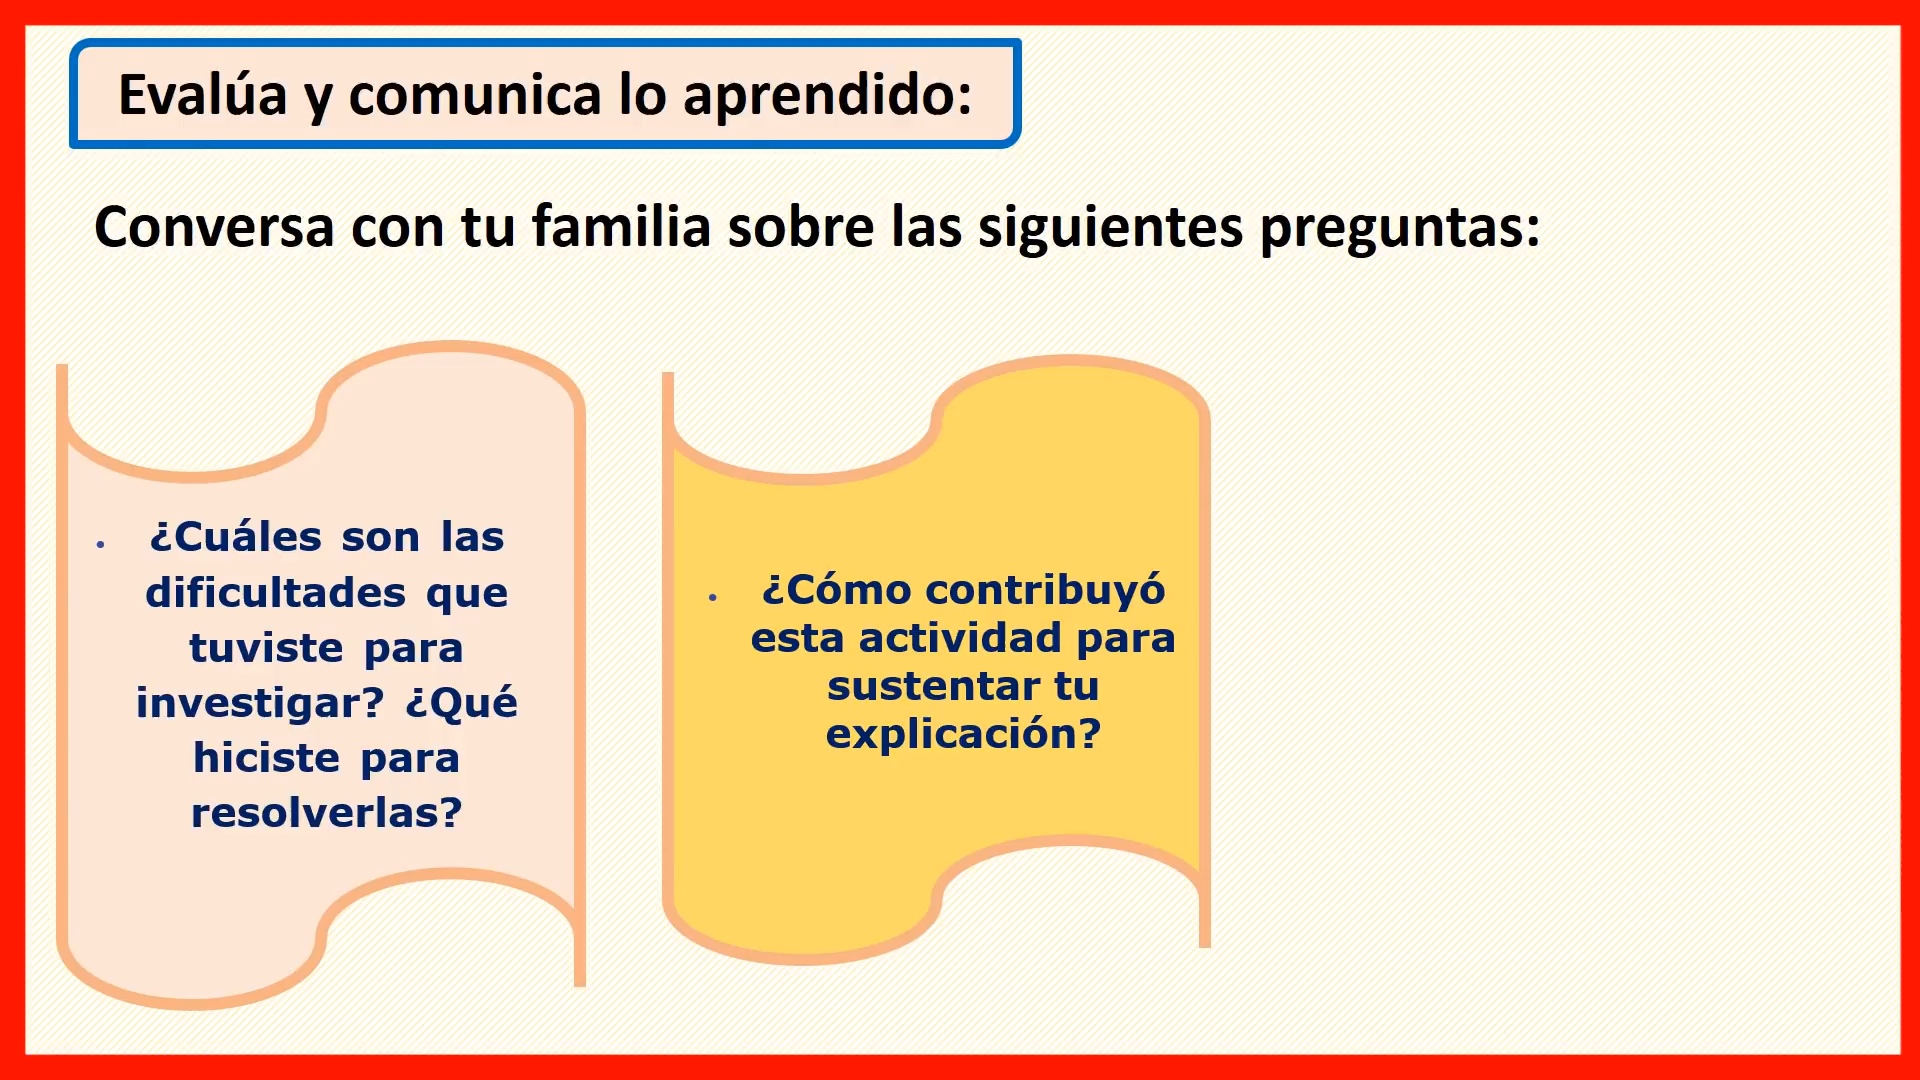 Evalúa y comunica lo aprendido:
Conversa con tu familia sobre las siguientes preguntas:
• ¿Cuáles son las
dificultades que
tuviste para
investigar? ¿Qué
hiciste para
resolverlas?
• ¿Cómo contribuyó
esta actividad para
sustentar tu
explicación?